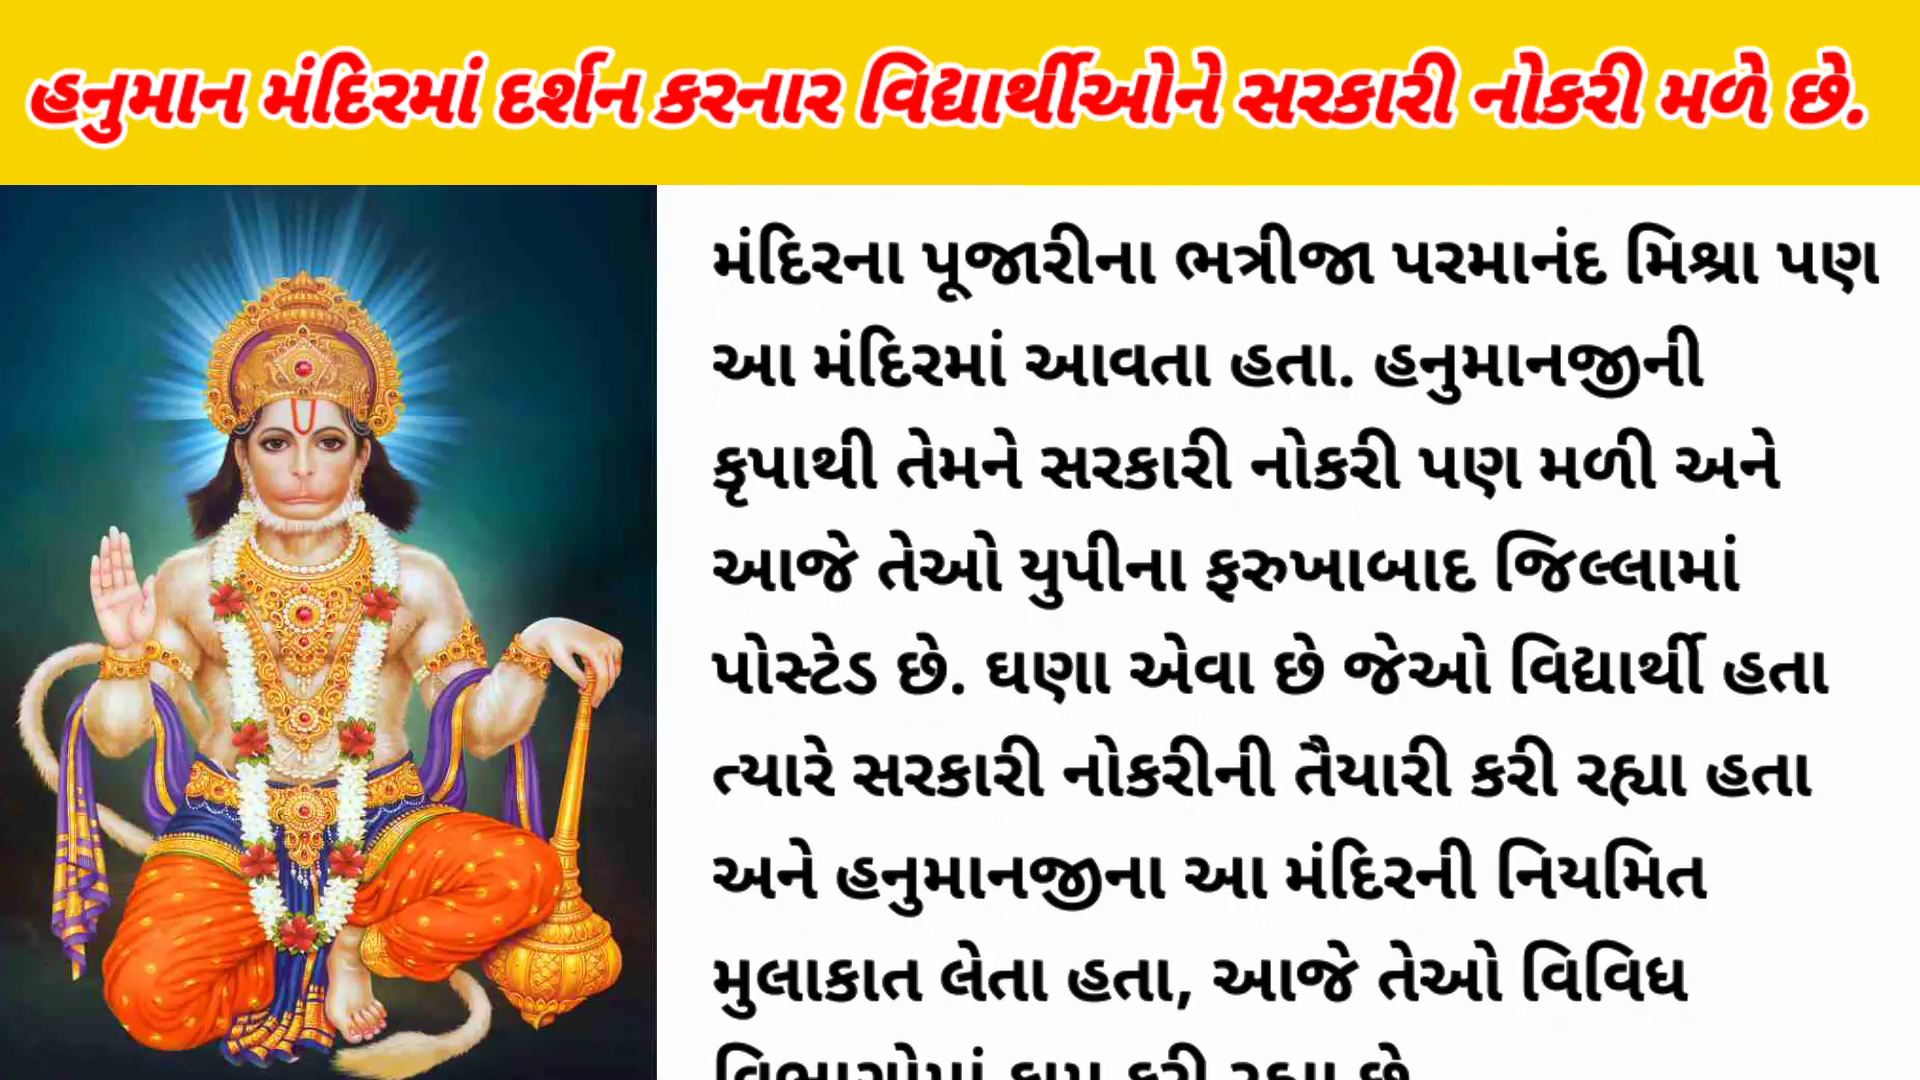 હનુમાન મંદિરમાં દર્શન કરનાર વિદ્યાર્થીઓને સરકારી નોકરી મળે છે.
મંદિરના પૂજારીના ભત્રીજા પરમાનંદ મિશ્રા પણ
આ મંદિરમાં આવતા હતા. હનુમાનજીની
કૃપાથી તેમને સરકારી નોકરી પણ મળી અને
આજે તેઓ યુપીના ફરુખાબાદ જિલ્લામાં
પોસ્ટેડ છે. ઘણા એવા છે જેઓ વિદ્યાર્થી હતા
ત્યારે સરકારી નોકરીની તૈયારી કરી રહ્યા હતા
અને હનુમાનજીના આ મંદિરની નિયમિત
મુલાકાત લેતા હતા, આજે તેઓ વિવિધ
વિભાગોમાં કામ કરી રહ્યા છે